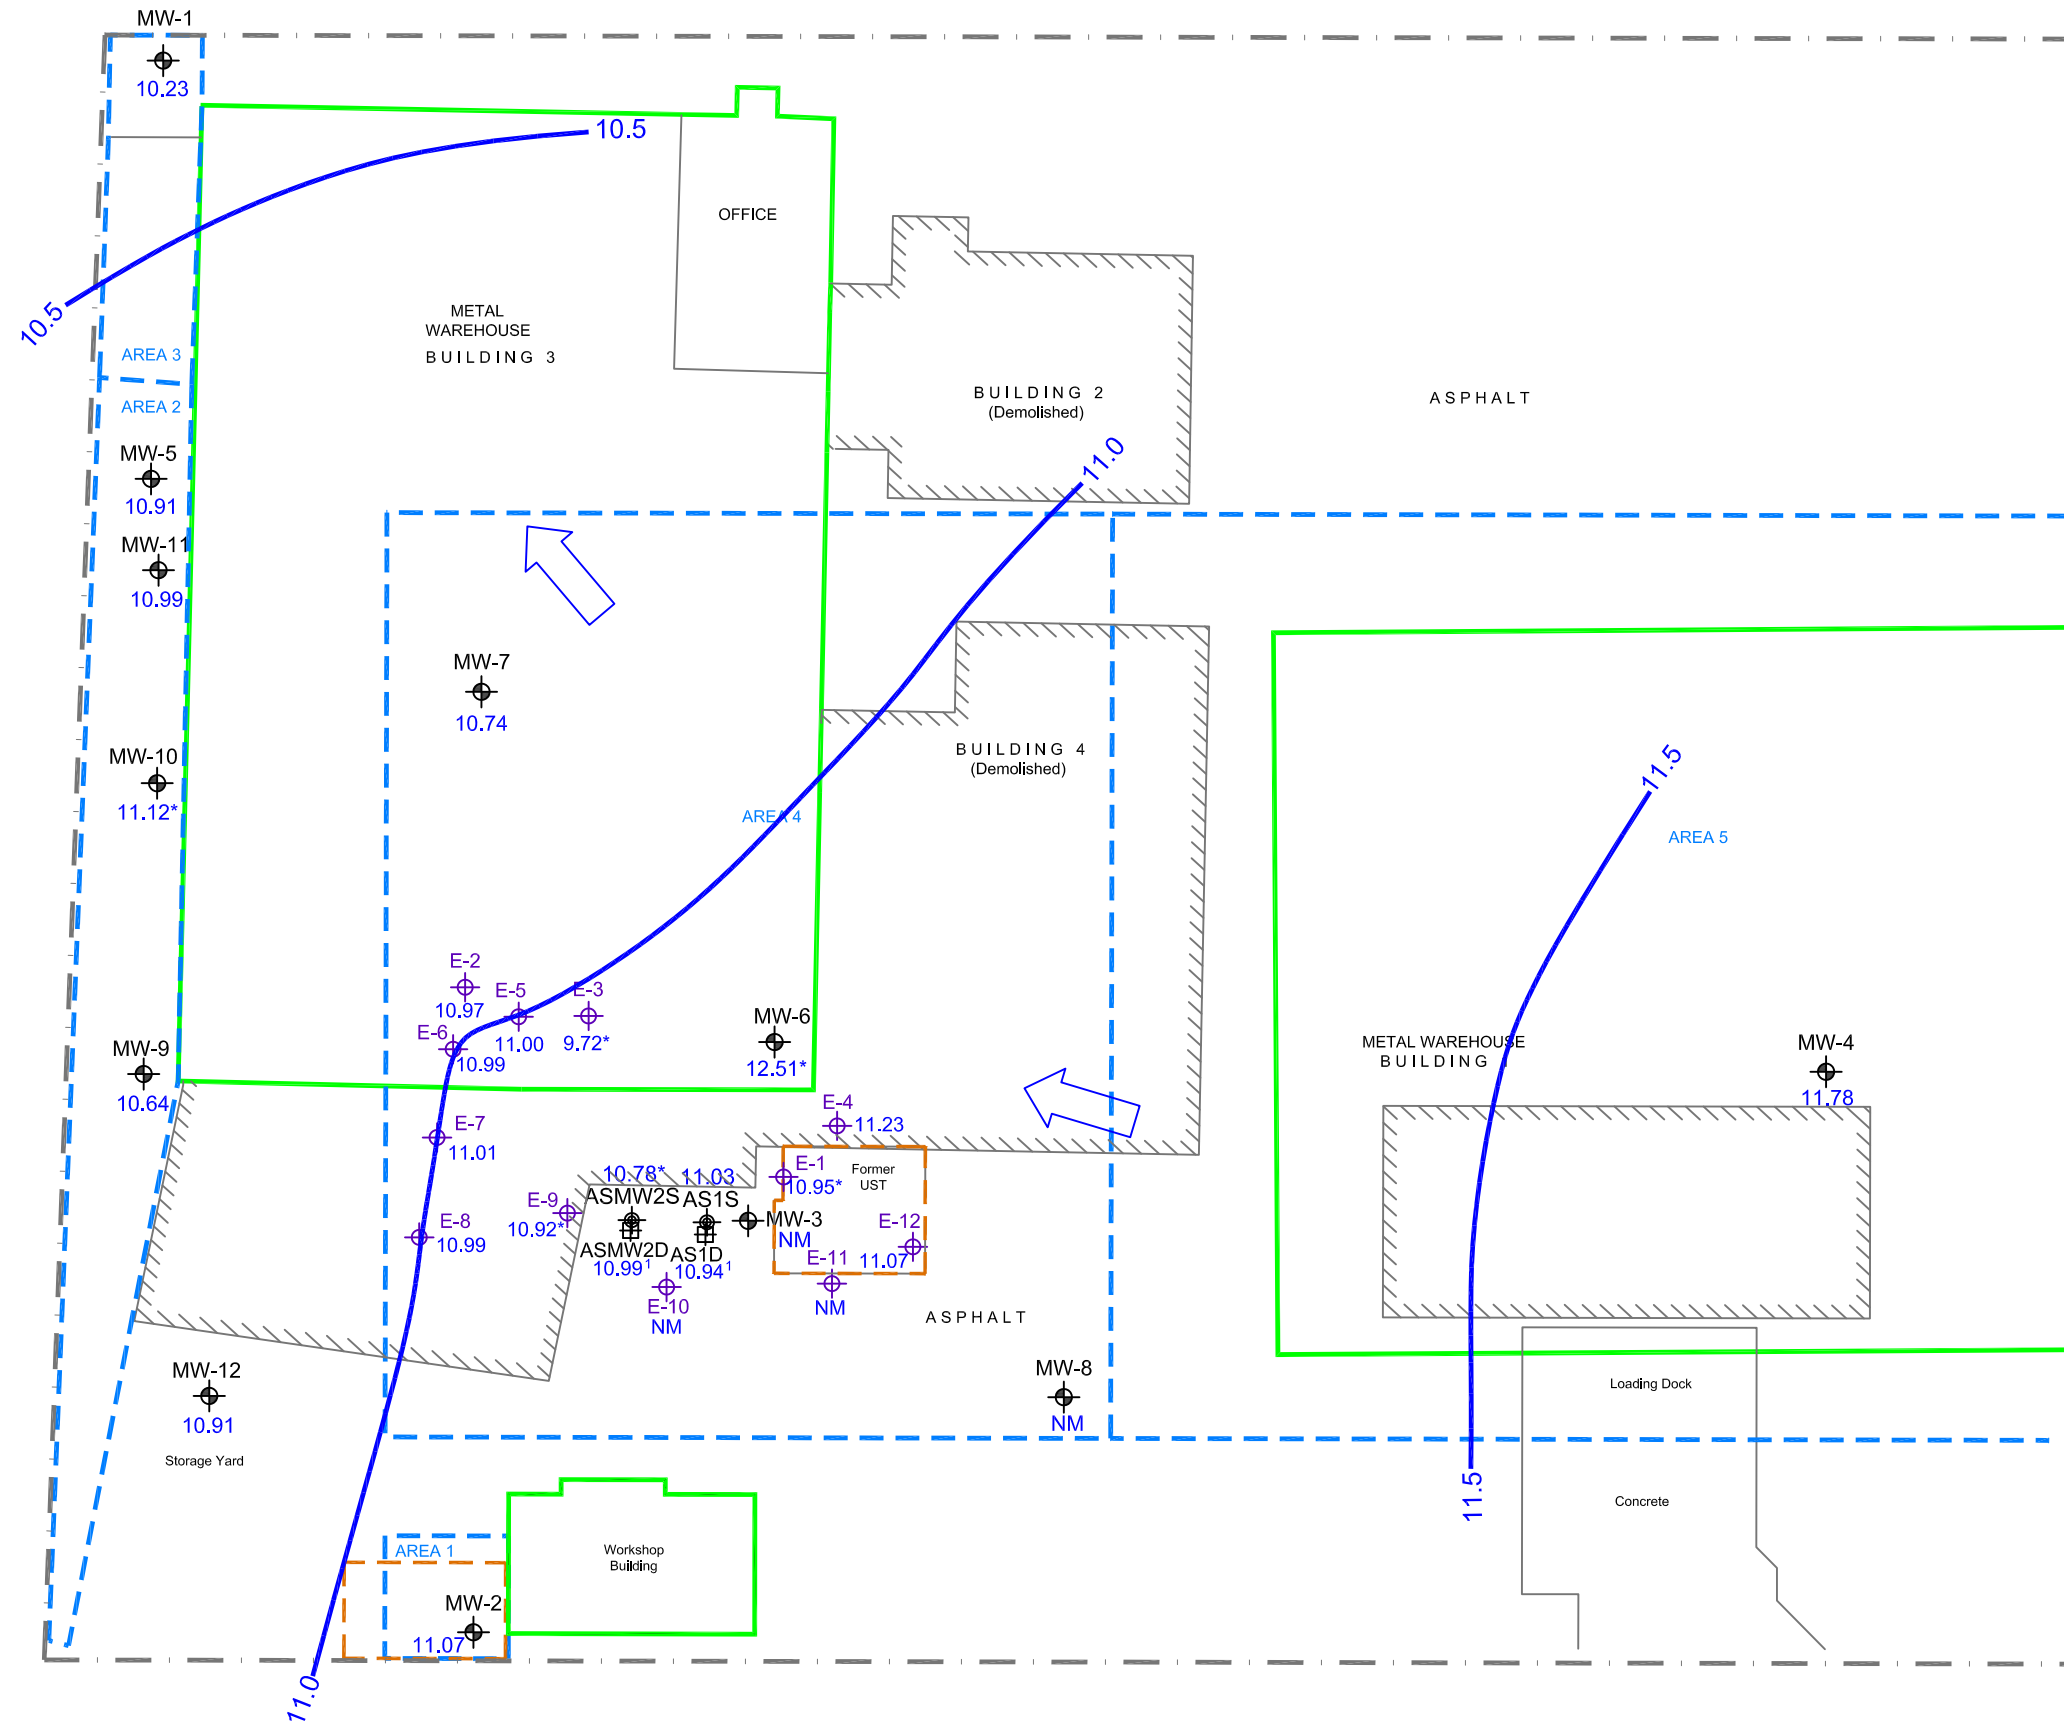 MW-1
10.23
10.5
OFFICE
10.5
METAL
WAREHOUSE
BUILDING 3
AREA 3
AREA 2
BUILDING 2
(Demolished)
ASPHALT
MW-5
10.91
11.0
MW-11
10.99
MW-7
10.74
MW-10
11.12*
BUILDING 4
(Demolished)
AREA 4
11.5
AREA 5
E-2
10.97
E-5
11.00
E-3
9.72*
E-6
10.99
MW-6
12.51*
MW-9
10.64
METAL WAREHOUSE
BUILDING 1
MW-4
11.78
E-4
11.23
E-7
11.01
E-1
10.95*
Former
UST
10.78*
ASMW2S
11.03
AS1S
E-9
10.92*
MW-3
NM
E-12
11.07
E-8
10.99
ASMW2D
10.99¹
AS1D
10.94¹
E-11
NM
E-10
NM
ASPHALT
MW-12
10.91
MW-8
NM
Loading Dock
Storage Yard
11.5
Concrete
AREA 1
Workshop
Building
MW-2
11.07
11.0